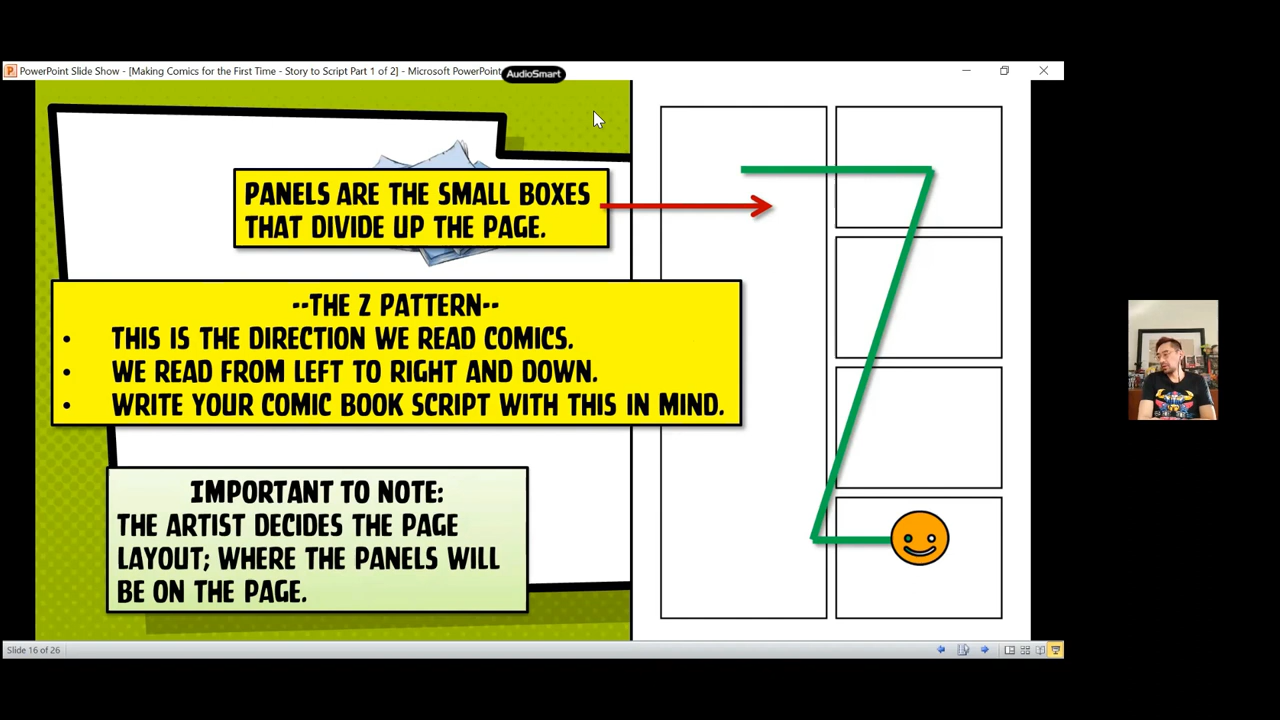 PowerPoint Slide Show - [Making Comics for the First Time - Story to Script Part 1 of 2] - Microsoft PowerPoint
AudioSmart
PANELS ARE THE SMALL BOXES
THAT DIVIDE UP THE PAGE.
--THE Z PATTERN--
• THIS IS THE DIRECTION WE READ COMICS.
• WE READ FROM LEFT TO RIGHT AND DOWN.
• WRITE YOUR COMIC BOOK SCRIPT WITH THIS IN MIND.
IMPORTANT TO NOTE:
THE ARTIST DECIDES THE PAGE
LAYOUT; WHERE THE PANELS WILL
BE ON THE PAGE.
Slide 16 of 26